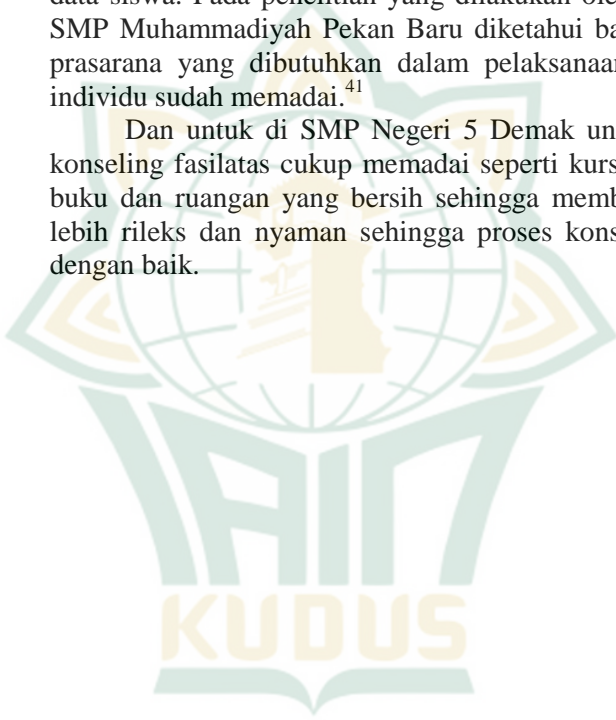 data siswa. Pada penelitian yang dilakukan ole
SMP Muhammadiyah Pekan Baru diketahui ba
prasarana yang dibutuhkan dalam pelaksanaan
individu sudah memadai.41
Dan untuk di SMP Negeri 5 Demak un
konseling fasilatas cukup memadai seperti kurs
buku dan ruangan yang bersih sehingga memb
lebih rileks dan nyaman sehingga proses kons
dengan baik.
IAIN
KUDUS